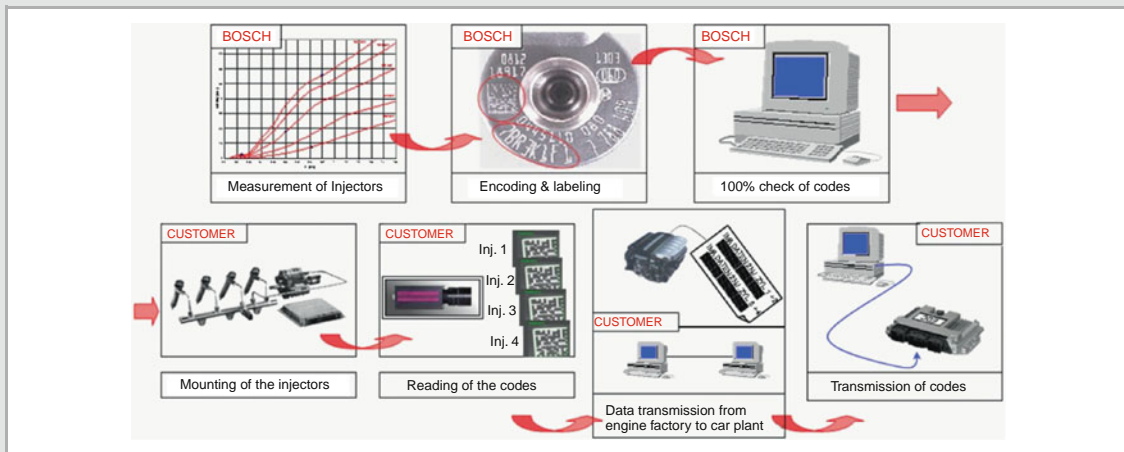 BOSCH
Measurement of Injectors
BOSCH
Encoding & labeling
BOSCH
100% check of codes
CUSTOMER
Mounting of the injectors
CUSTOMER
Inj. 1
Inj. 2
Inj. 3
Inj. 4
Reading of the codes
CUSTOMER
Data transmission from
engine factory to car plant
CUSTOMER
Transmission of codes